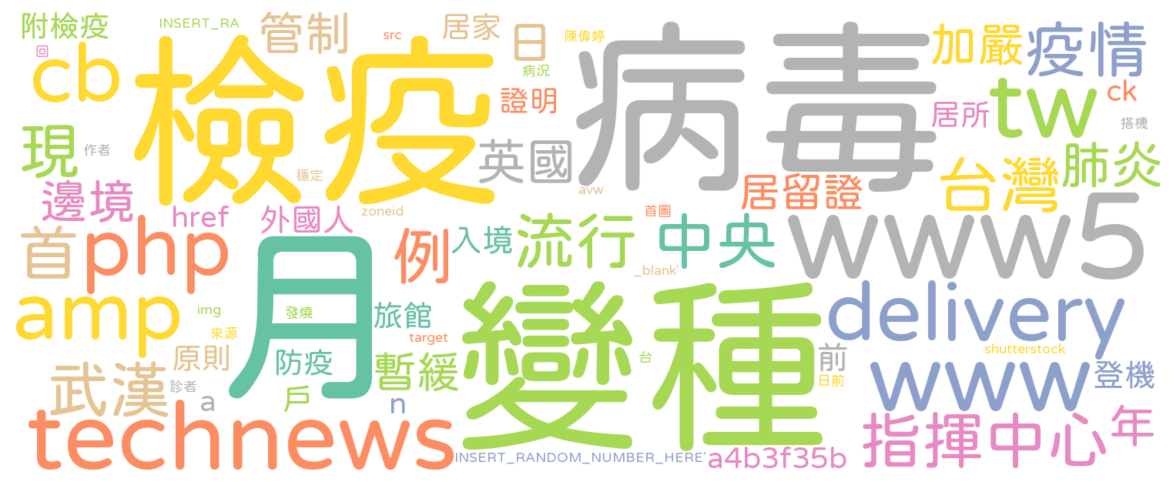 附檢疫
INSERT_RA
管制
src
居家
日
陳偉婷
加嚴
疫情
回
cb
檢疫
病況
病毒
證明
居所
tw
ck
搭機
現
作者
穩定
英國
avw
居留證
台灣
肺炎
邊境
href
外國人
zoneid
首圖
首
php
例
入境
流行
中央
www5
_blank'
amp
img
月
發燒
旅館
target
變種
delivery
來源
shutterstock
原則
防疫
暫緩
台
前
日前
www
登機
武漢
診者
a
戶
n
technews
INSERT_RANDOM_NUMBER_HERE'
a4b3f35b
指揮中心
年